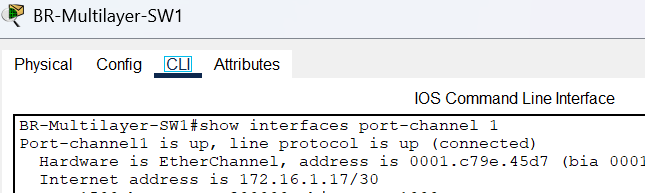 BR-Multilayer-SW1
Physical Config CLI Attributes
IOS Command Line Interface
BR-Multilayer-SW1#show interfaces port-channel 1
Port-channel1 is up, line protocol is up (connected)
Hardware is EtherChannel, address is 0001.c79e.45d7 (bia 0001
Internet address is 172.16.1.17/30